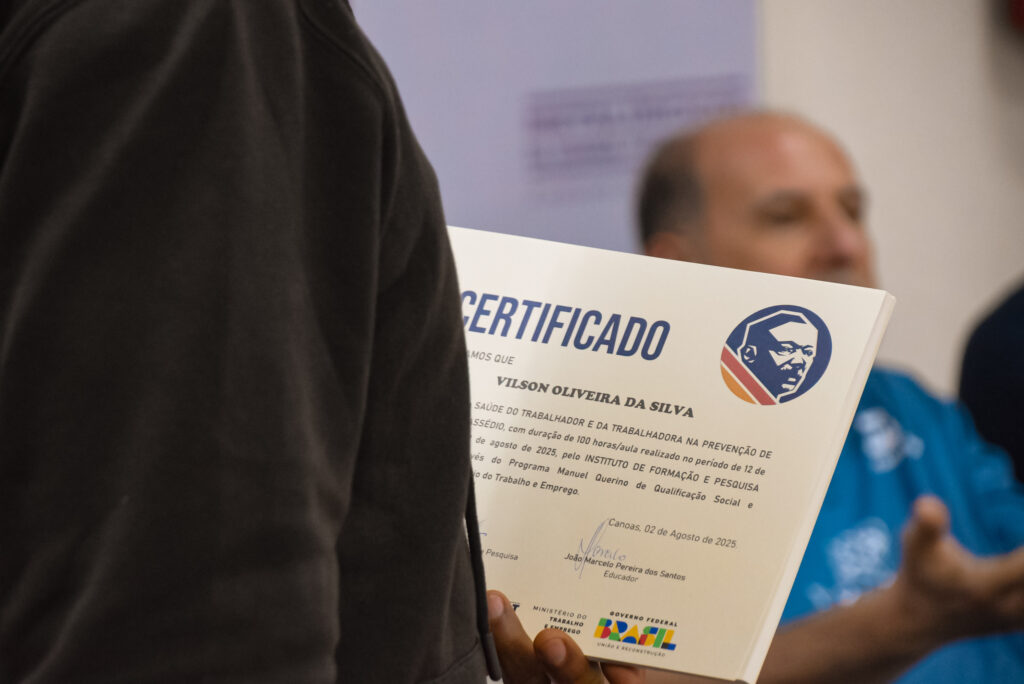 CERTIFICADO
AMOS QUE
VILSON OLIVEIRA DA SILVA
SAÚDE DO TRABALHADOR E DA TRABALHADORA NA PREVENÇÃO DE
ASSÉDIO, com duração de 100 horas/aula realizado no período de 12 de
de agosto de 2025, pelo INSTITUTO DE FORMAÇÃO E PESQUISA
vés do Programa Manuel Querino de Qualificação Social e
o do Trabalho e Emprego.
Canoas, 02 de Agosto de 2025.
Pesquisa
João Marcelo Pereira dos Santos
Educador
MINISTÉRIO DO
TRABALHO
E EMPREGO
GOVERNO FEDERAL
BRASIL
UNIÃO E RECONSTRUÇÃO